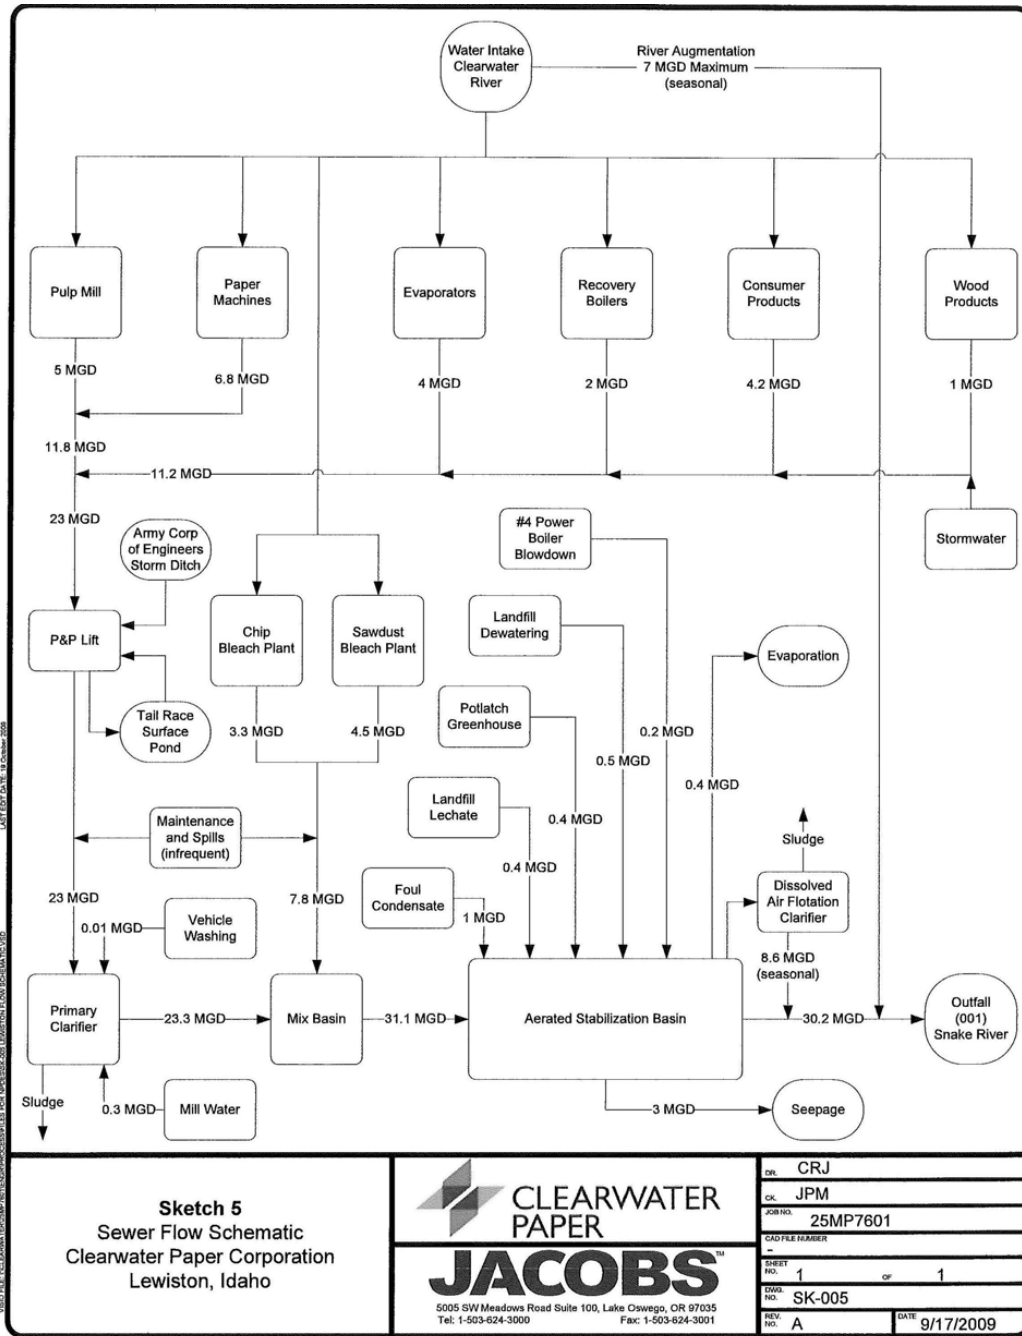 Water Intake
Clearwater
River
River Augmentation
7 MGD Maximum
(seasonal)
Pulp Mill
Paper
Machines
Evaporators
Recovery
Boilers
Consumer
Products
Wood
Products
5 MGD
6.8 MGD
4 MGD
2 MGD
4.2 MGD
1 MGD
11.8 MGD
11.2 MGD
23 MGD
Army Corp
of Engineers
Storm Ditch
#4 Power
Boiler
Blowdown
Stormwater
P&P Lift
Chip
Bleach Plant
Sawdust
Bleach Plant
Landfill
Dewatering
Evaporation
Tail Race
Surface
Pond
3.3 MGD
4.5 MGD
Potlatch
Greenhouse
0.2 MGD
0.5 MGD
0.4 MGD
Maintenance
and Spills
(infrequent)
Landfill
Lechate
0.4 MGD
Sludge
0.4 MGD
23 MGD
7.8 MGD
Foul
Condensate
1 MGD
Dissolved
Air Flotation
Clarifier
0.01 MGD
Vehicle
Washing
8.6 MGD
(seasonal)
Primary
Clarifier
23.3 MGD
Mix Basin
31.1 MGD
Aerated Stabilization Basin
30.2 MGD
Outfall
(001)
Snake River
Sludge
0.3 MGD
Mill Water
3 MGD
Seepage
LAST EDIT DATE: 19 October 2009
Sketch 5
Sewer Flow Schematic
Clearwater Paper Corporation
Lewiston, Idaho
CLEARWATER
PAPER
JACOBS™
5005 SW Meadows Road Suite 100, Lake Oswego, OR 97035
Tel: 1-503-624-3000 Fax: 1-503-624-3001
DR. CRJ
CK. JPM
JOB NO. 25MP7601
CAD FILE NUMBER
-
SHEET NO. 1 OF 1
DWG. NO. SK-005
REV. NO. A DATE 9/17/2009